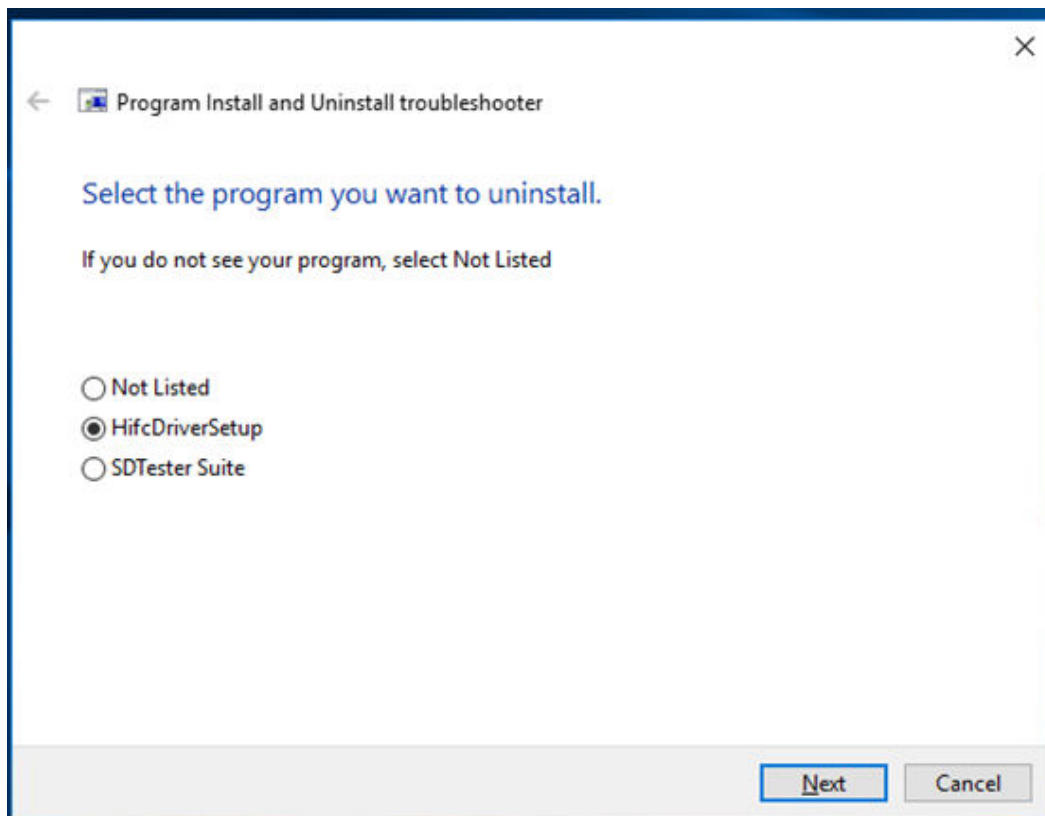 Program Install and Uninstall troubleshooter
Select the program you want to uninstall.
If you do not see your program, select Not Listed
Not Listed
HifcDriverSetup
SDTester Suite
Next
Cancel